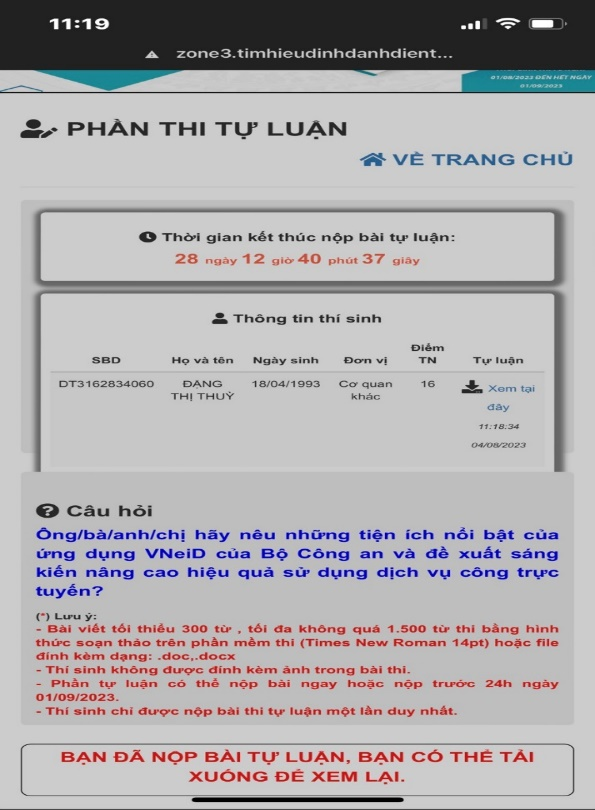 11:19
zone3.timhieudinhdanhdient...
01/08/2023 ĐẾN HẾT NGÀY
01/09/2023
PHẦN THI TỰ LUẬN
VỀ TRANG CHỦ
Thời gian kết thúc nộp bài tự luận:
28 ngày 12 giờ 40 phút 37 giây
Thông tin thí sinh
SBD Họ và tên Ngày sinh Đơn vị Điểm TN Tự luận
DT3162834060 ĐẶNG THỊ THUỲ 18/04/1993 Cơ quan khác 16 Xem tại đây
11:18:34
04/08/2023
Câu hỏi
Ông/bà/anh/chị hãy nêu những tiện ích nổi bật của
ứng dụng VNeiD của Bộ Công an và đề xuất sáng
kiến nâng cao hiệu quả sử dụng dịch vụ công trực
tuyến?
(*) Lưu ý:
- Bài viết tối thiểu 300 từ , tối đa không quá 1.500 từ thi bằng hình
thức soạn thảo trên phần mềm thi (Times New Roman 14pt) hoặc file
đính kèm dạng: .doc,.docx
- Thí sinh không được đính kèm ảnh trong bài thi.
- Phần tự luận có thể nộp bài ngay hoặc nộp trước 24h ngày
01/09/2023.
- Thí sinh chỉ được nộp bài thi tự luận một lần duy nhất.
BẠN ĐÃ NỘP BÀI TỰ LUẬN, BẠN CÓ THỂ TẢI
XUỐNG ĐỂ XEM LẠI.